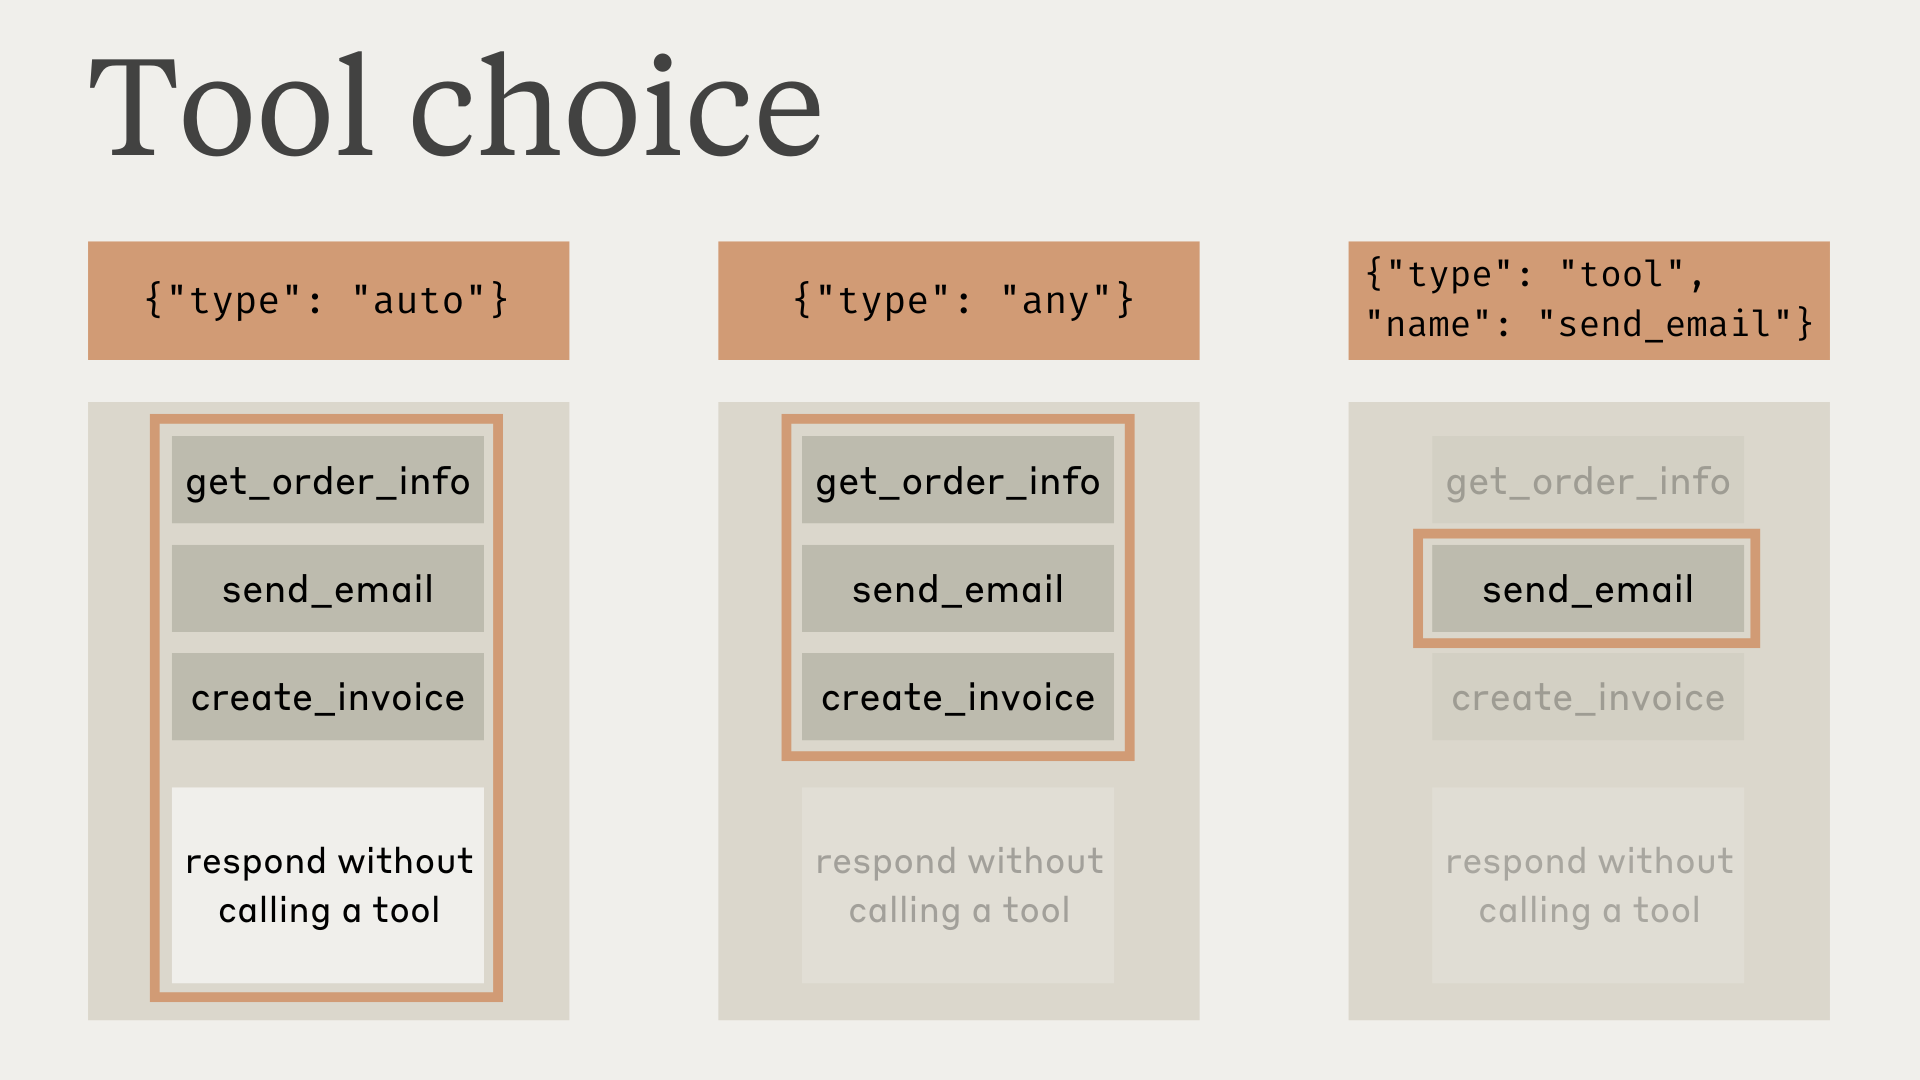 Tool choice
{"type": "auto"}
get_order_info
send_email
create_invoice
respond without
calling a tool
{"type": "any"}
get_order_info
send_email
create_invoice
respond without
calling a tool
{"type": "tool",
"name": "send_email"}
get_order_info
send_email
create_invoice
respond without
calling a tool